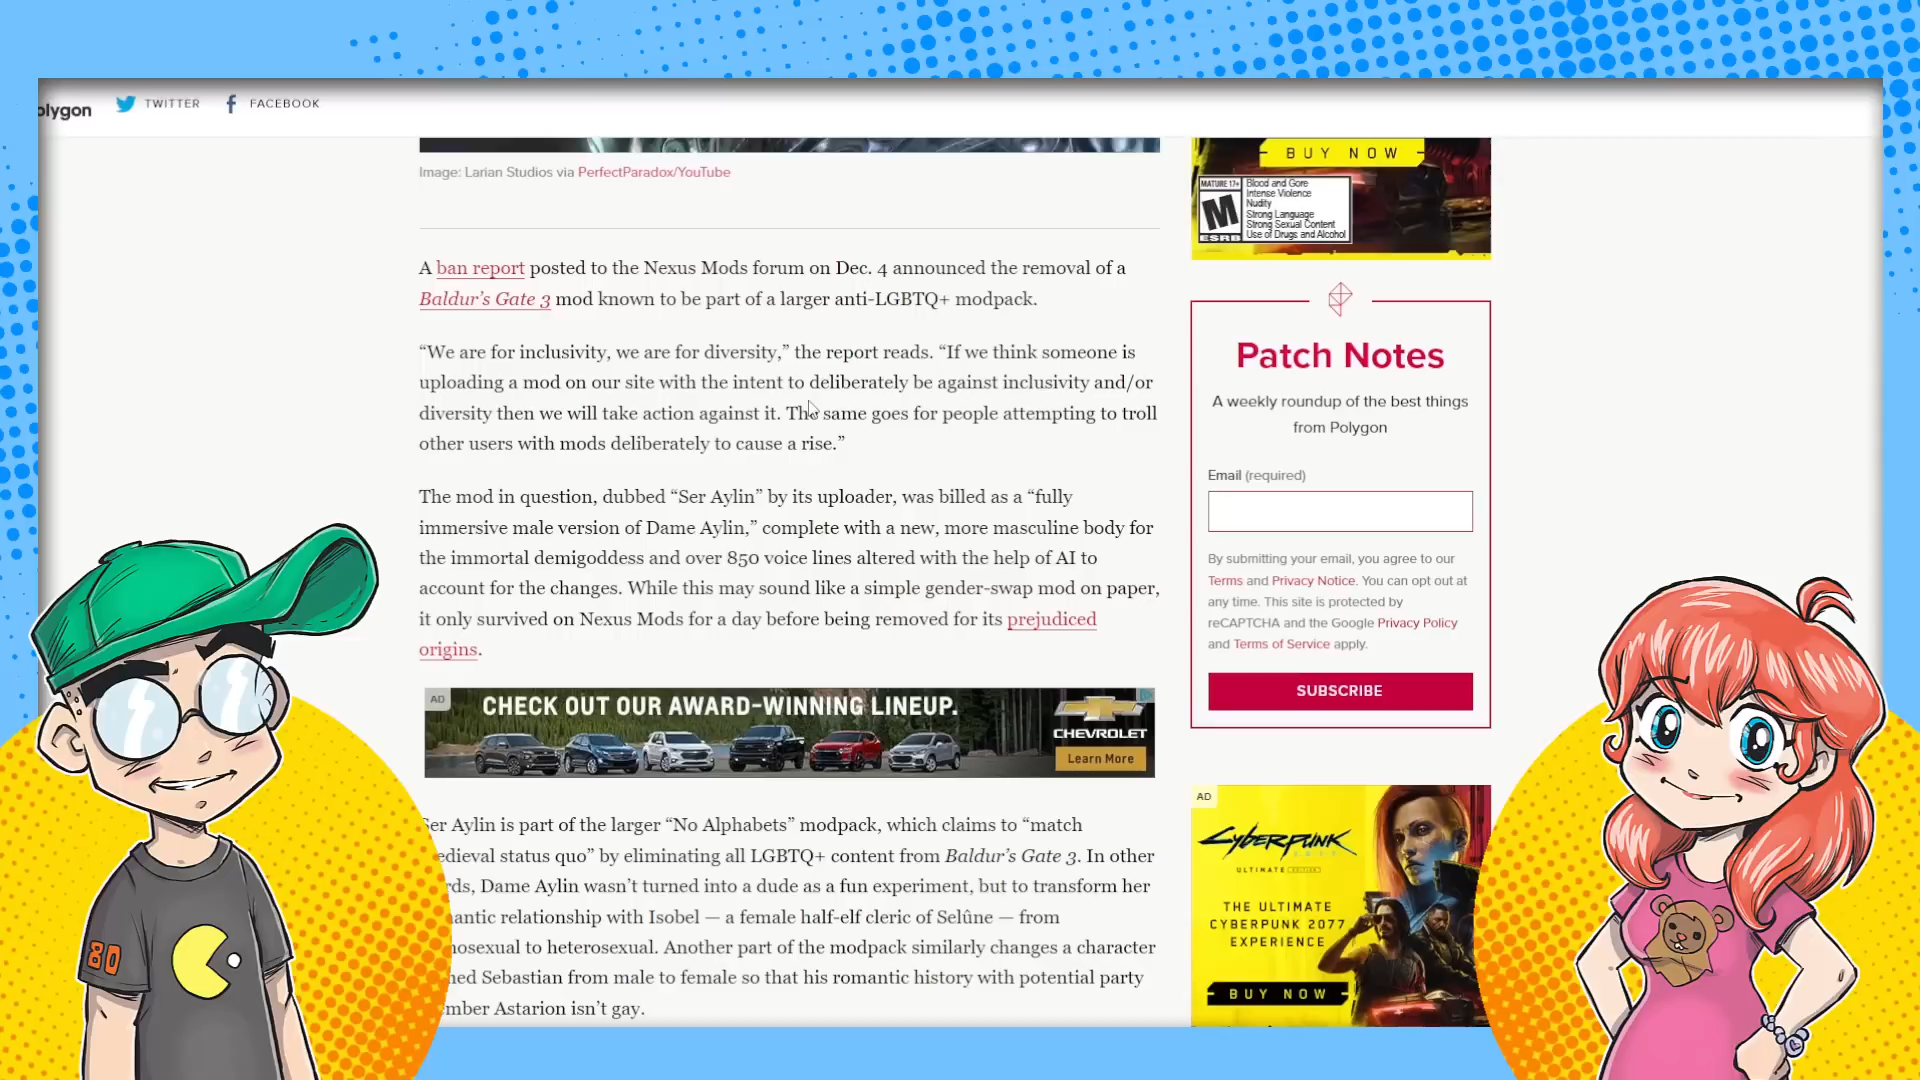 olygon TWITTER FACEBOOK
Image: Larian Studios via PerfectParadox/YouTube
A ban report posted to the Nexus Mods forum on Dec. 4 announced the removal of a
Baldur’s Gate 3 mod known to be part of a larger anti-LGBTQ+ modpack.
“We are for inclusivity, we are for diversity,” the report reads. “If we think someone is
uploading a mod on our site with the intent to deliberately be against inclusivity and/or
diversity then we will take action against it. The same goes for people attempting to troll
other users with mods deliberately to cause a rise.”
The mod in question, dubbed “Ser Aylin” by its uploader, was billed as a “fully
immersive male version of Dame Aylin,” complete with a new, more masculine body for
the immortal demigoddess and over 850 voice lines altered with the help of AI to
account for the changes. While this may sound like a simple gender-swap mod on paper,
it only survived on Nexus Mods for a day before being removed for its prejudiced
origins.
AD
CHECK OUT OUR AWARD-WINNING LINEUP.
CHEVROLET
Learn More
Ser Aylin is part of the larger “No Alphabets” modpack, which claims to “match
edieval status quo” by eliminating all LGBTQ+ content from Baldur’s Gate 3. In other
rds, Dame Aylin wasn’t turned into a dude as a fun experiment, but to transform her
mantic relationship with Isobel — a female half-elf cleric of Selûne — from
nosexual to heterosexual. Another part of the modpack similarly changes a character
ned Sebastian from male to female so that his romantic history with potential party
ember Astarion isn’t gay.
BUY NOW
MATURE 17+
M
ESRB
Blood and Gore
Intense Violence
Nudity
Strong Language
Strong Sexual Content
Use of Drugs and Alcohol
Patch Notes
A weekly roundup of the best things
from Polygon
Email (required)
By submitting your email, you agree to our
Terms and Privacy Notice. You can opt out at
any time. This site is protected by
reCAPTCHA and the Google Privacy Policy
and Terms of Service apply.
SUBSCRIBE
AD
Cyberpunk
2077
ULTIMATE EDITION
THE ULTIMATE
CYBERPUNK 2077
EXPERIENCE
BUY NOW
80